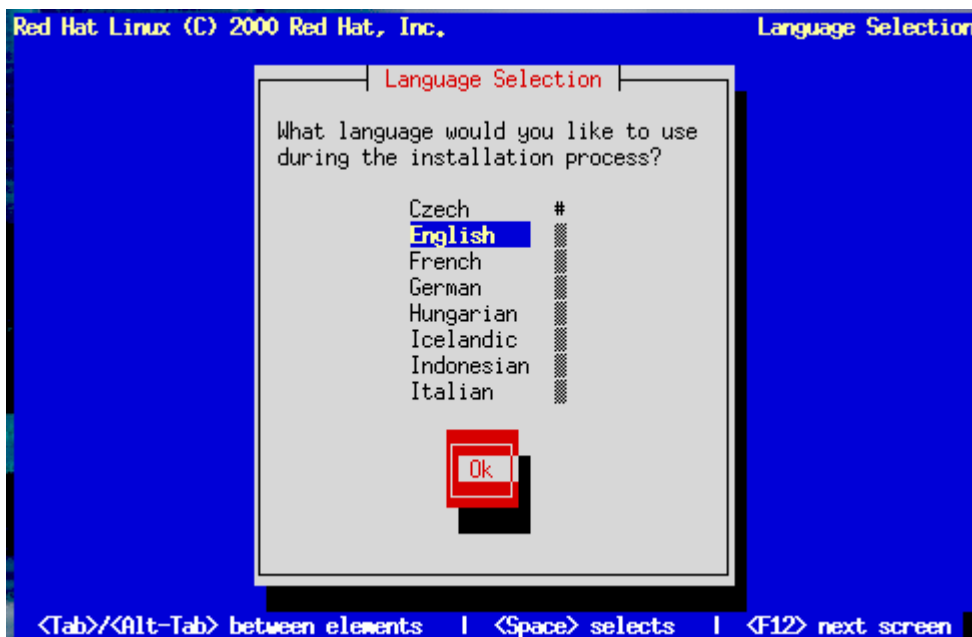 Red Hat Linux (C) 2000 Red Hat, Inc. Language Selection
Language Selection
What language would you like to use
during the installation process?
Czech #
English
French
German
Hungarian
Icelandic
Indonesian
Italian
Ok
<Tab>/<Alt-Tab> between elements | <Space> selects | <F12> next screen